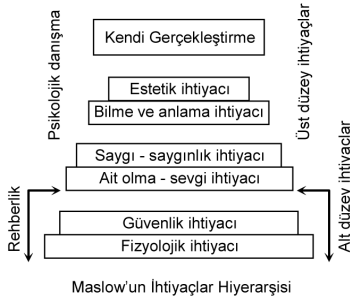 Kendi Gerçekleştirme
Psikolojik danışma
Üst düzey ihtiyaçlar
Estetik ihtiyacı
Bilme ve anlama ihtiyacı
Saygı - saygınlık ihtiyacı
Ait olma - sevgi ihtiyacı
Rehberlik
Alt düzey ihtiyaclar
Güvenlik ihtiyacı
Fizyolojik ihtiyacı
Maslow'un İhtiyaçlar Hiyerarşisi